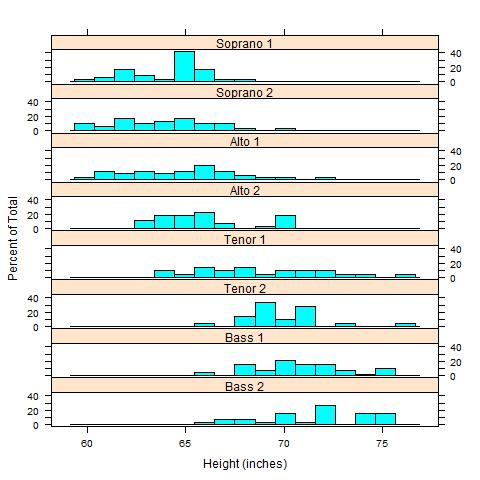 Soprano 1
40
20
0
Soprano 2
40
20
0
Alto 1
40
20
0
Alto 2
40
20
0
Tenor 1
40
20
0
Tenor 2
40
20
0
Bass 1
40
20
0
Bass 2
40
20
0
60 65 70 75
Height (inches)
Percent of Total